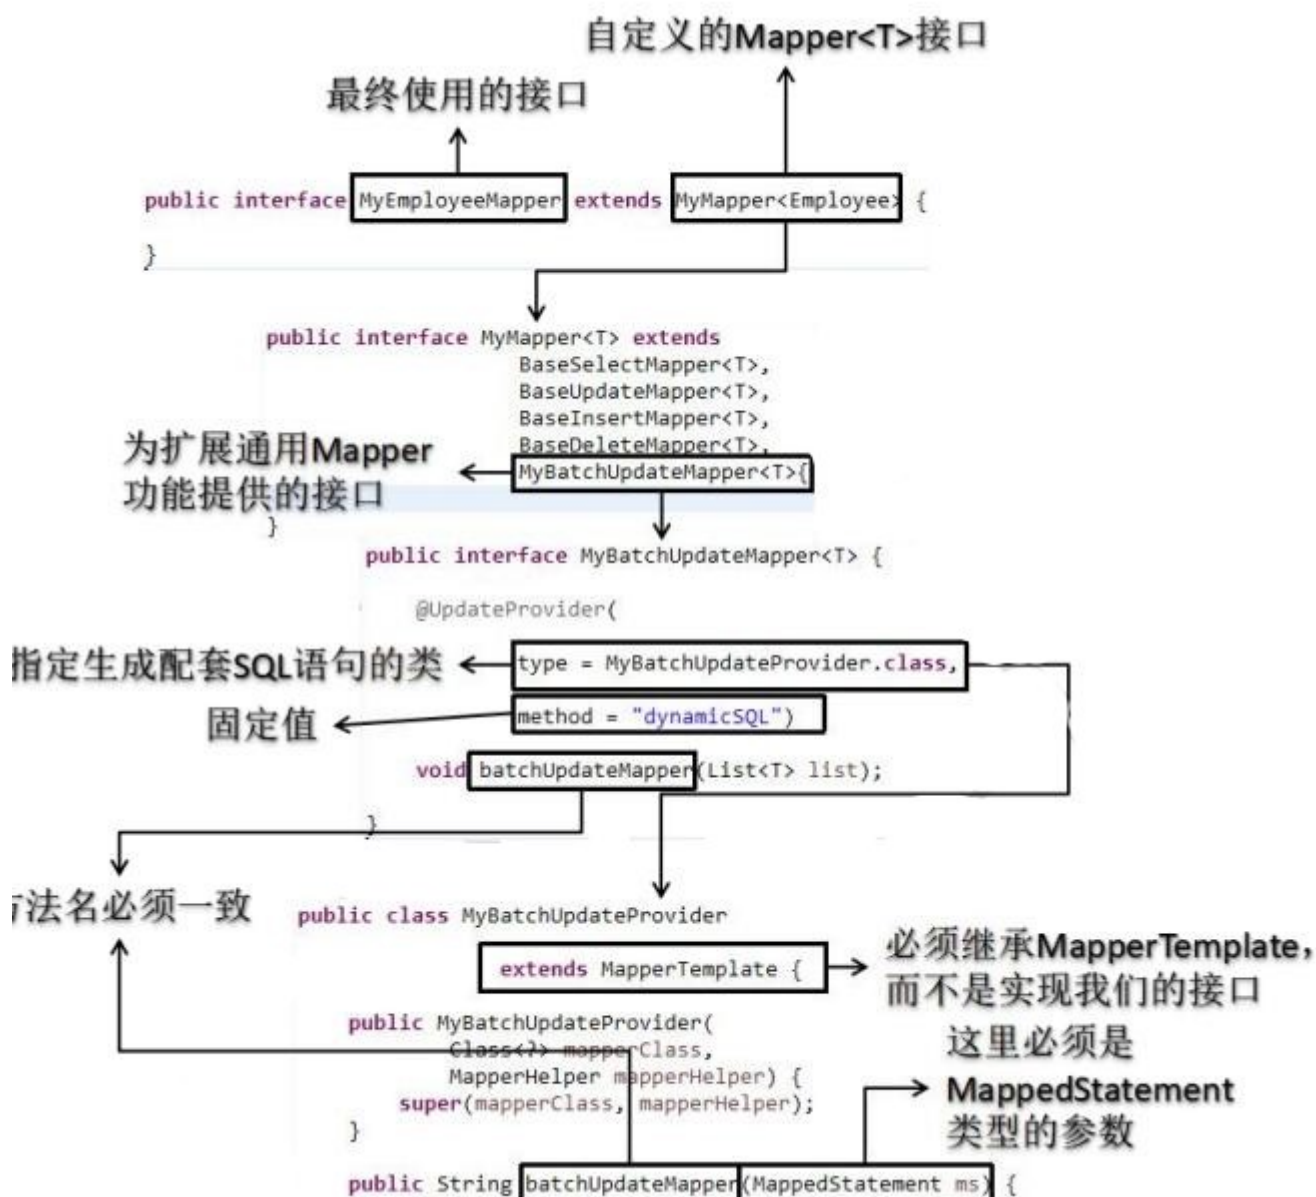 自定义的Mapper<T>接口
最终使用的接口
public interface MyEmployeeMapper extends MyMapper<Employee> {
}
public interface MyMapper<T> extends
BaseSelectMapper<T>,
BaseUpdateMapper<T>,
BaseInsertMapper<T>,
BaseDeleteMapper<T>,
为扩展通用Mapper
功能提供的接口
MyBatchUpdateMapper<T>{
}
public interface MyBatchUpdateMapper<T> {
@UpdateProvider(
指定生成配套SQL语句的类
type = MyBatchUpdateProvider.class,
固定值
method = "dynamicSQL")
void batchUpdateMapper(List<T> list);
}
方法名必须一致
public class MyBatchUpdateProvider
extends MapperTemplate {
必须继承MapperTemplate,
而不是实现我们的接口
public MyBatchUpdateProvider(
Class<?> mapperClass,
MapperHelper mapperHelper) {
super(mapperClass, mapperHelper);
}
这里必须是
MappedStatement
类型的参数
public String batchUpdateMapper(MappedStatement ms) {